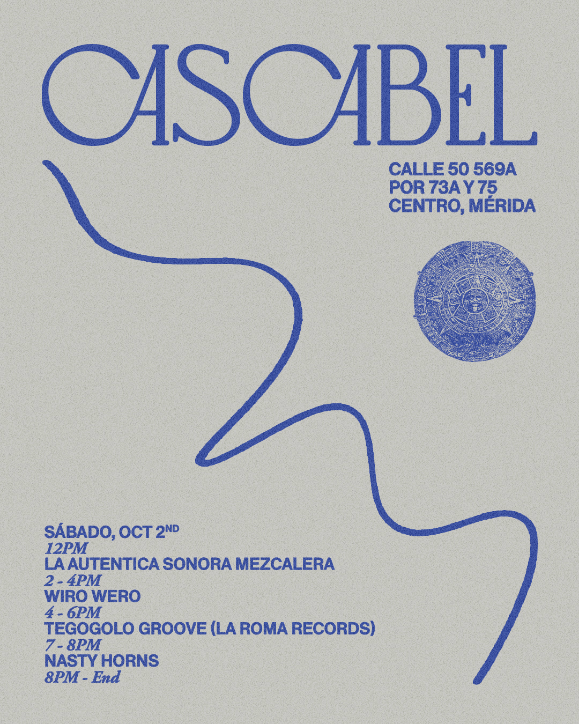 CASCABEL
CALLE 50 569A
POR 73A Y 75
CENTRO, MÉRIDA
SÁBADO, OCT 2ND
12PM
LA AUTENTICA SONORA MEZCALERA
2 - 4PM
WIRO WERO
4 - 6PM
TEGOGOLO GROOVE (LA ROMA RECORDS)
7 - 8PM
NASTY HORNS
8PM - End